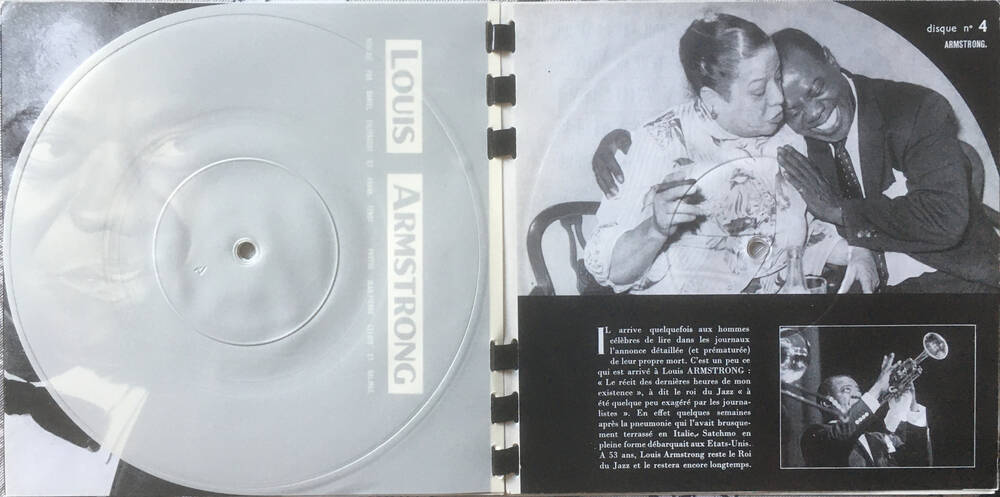 LOUIS ARMSTRONG
disque n° 4
ARMSTRONG.
IL arrive quelquefois aux hommes
célèbres de lire dans les journaux
l'annonce détaillée (et prématurée)
de leur propre mort. C'est un peu ce
qui est arrivé à Louis ARMSTRONG :
« Le récit des dernières heures de mon
existence », à dit le roi du Jazz « à
été quelque peu exagéré par les journa-
listes ». En effet quelques semaines
après la pneumonie qui l'avait brusque-
ment terrassé en Italie, Satchmo en
pleine forme débarquait aux Etats-Unis.
A 53 ans, Louis Armstrong reste le Roi
du Jazz et le restera encore longtemps.